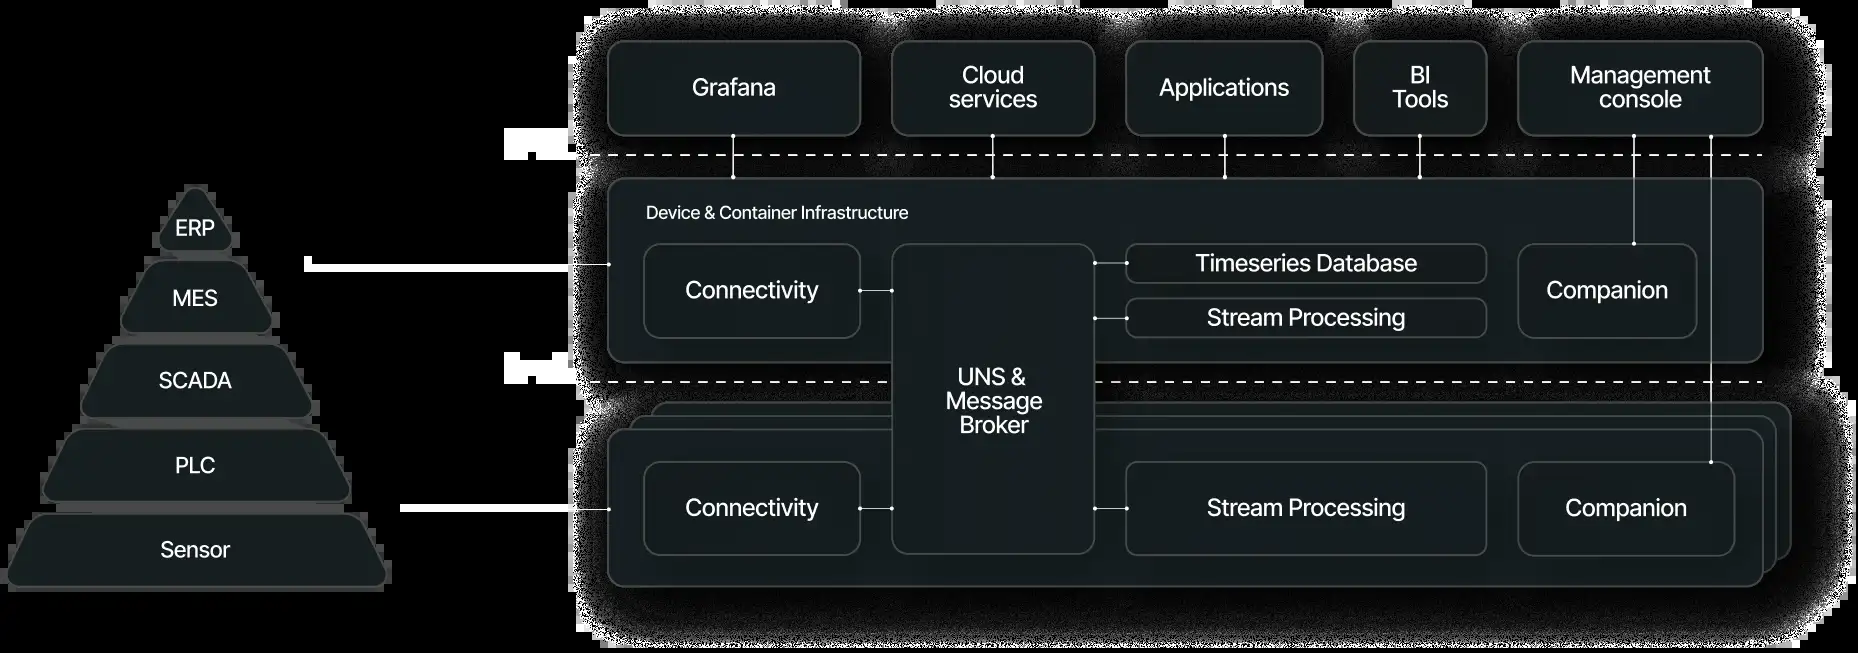 Grafana
Cloud
services
Applications
BI
Tools
Management
console
ERP
MES
SCADA
PLC
Sensor
Device & Container Infrastructure
Connectivity
Timeseries Database
Stream Processing
Companion
UNS &
Message
Broker
Connectivity
Stream Processing
Companion